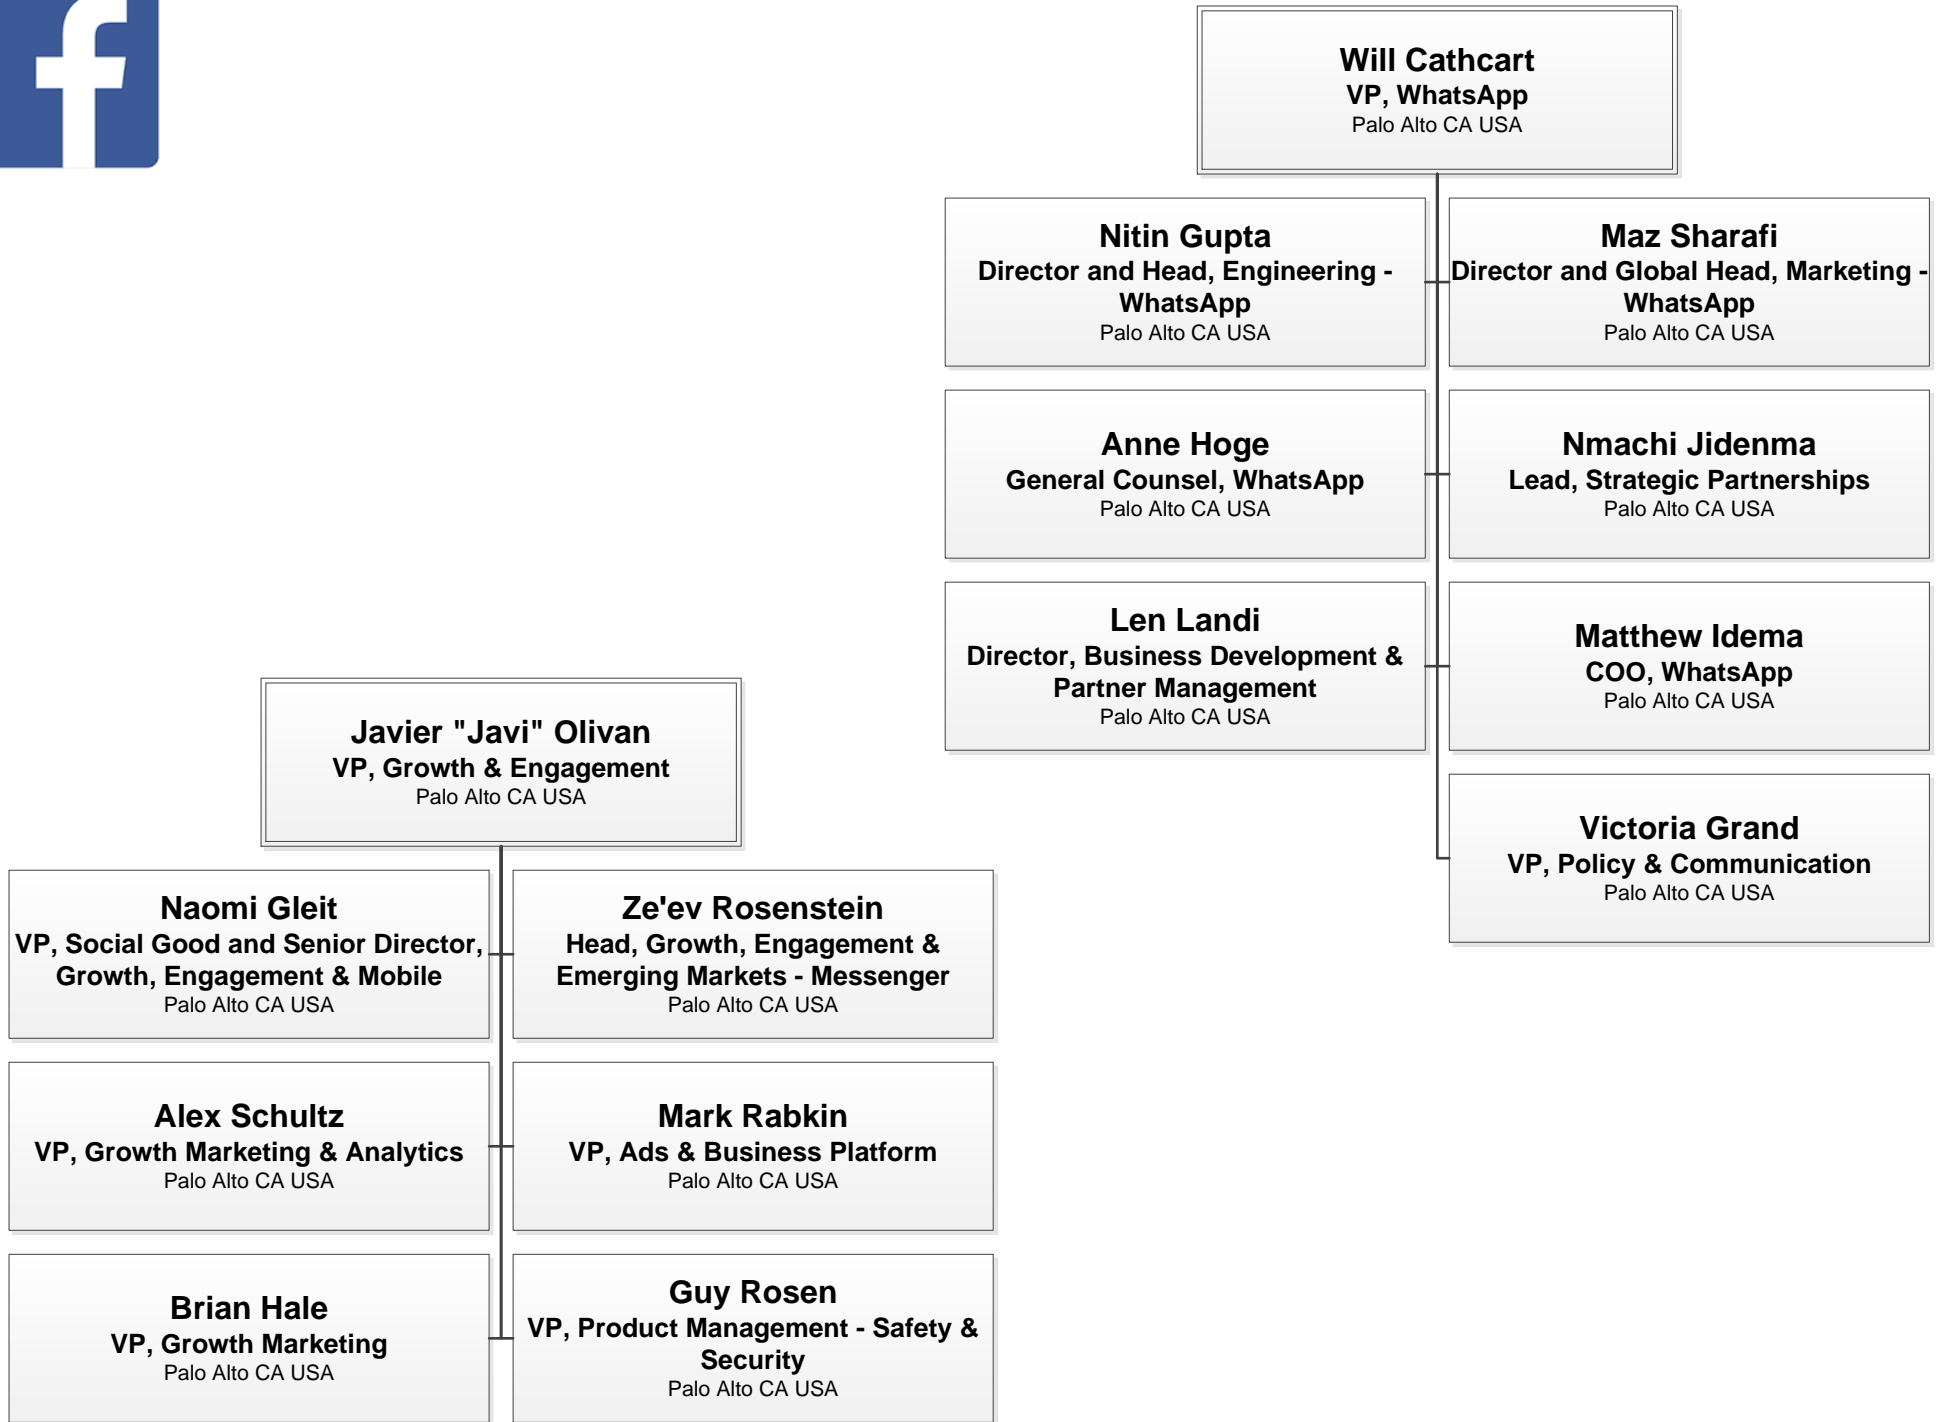 f
Will Cathcart
VP, WhatsApp
Palo Alto CA USA
Nitin Gupta
Director and Head, Engineering -
WhatsApp
Palo Alto CA USA
Maz Sharafi
Director and Global Head, Marketing -
WhatsApp
Palo Alto CA USA
Anne Hoge
General Counsel, WhatsApp
Palo Alto CA USA
Nmachi Jidenma
Lead, Strategic Partnerships
Palo Alto CA USA
Len Landi
Director, Business Development &
Partner Management
Palo Alto CA USA
Matthew Idema
COO, WhatsApp
Palo Alto CA USA
Victoria Grand
VP, Policy & Communication
Palo Alto CA USA
Javier "Javi" Olivan
VP, Growth & Engagement
Palo Alto CA USA
Naomi Gleit
VP, Social Good and Senior Director,
Growth, Engagement & Mobile
Palo Alto CA USA
Ze'ev Rosenstein
Head, Growth, Engagement &
Emerging Markets - Messenger
Palo Alto CA USA
Alex Schultz
VP, Growth Marketing & Analytics
Palo Alto CA USA
Mark Rabkin
VP, Ads & Business Platform
Palo Alto CA USA
Brian Hale
VP, Growth Marketing
Palo Alto CA USA
Guy Rosen
VP, Product Management - Safety &
Security
Palo Alto CA USA